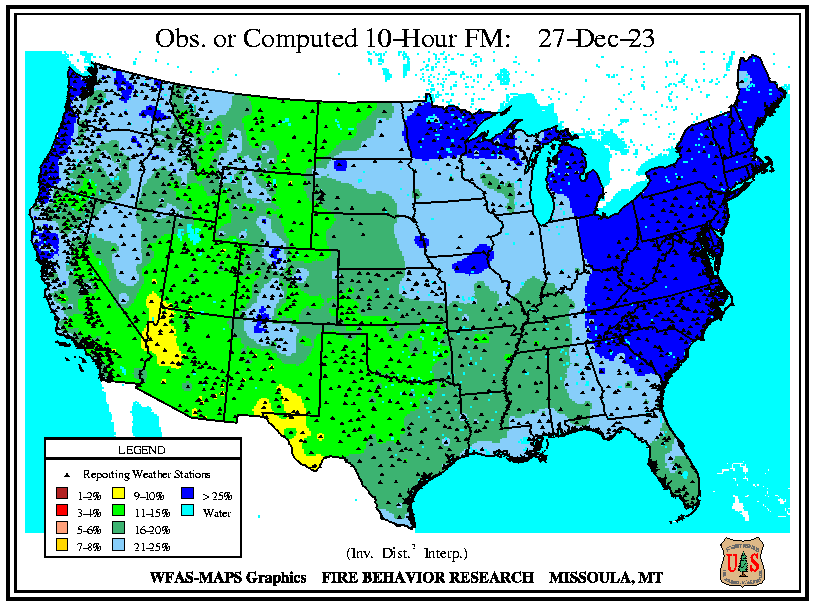 Obs. or Computed 10-Hour FM: 27-Dec-23
LEGEND
Reporting Weather Stations
1-2% 9-10% > 25%
3-4% 11-15% Water
5-6% 16-20%
7-8% 21-25%
(Inv. Dist.² Interp.)
WFAS-MAPS Graphics FIRE BEHAVIOR RESEARCH MISSOULA, MT
U S